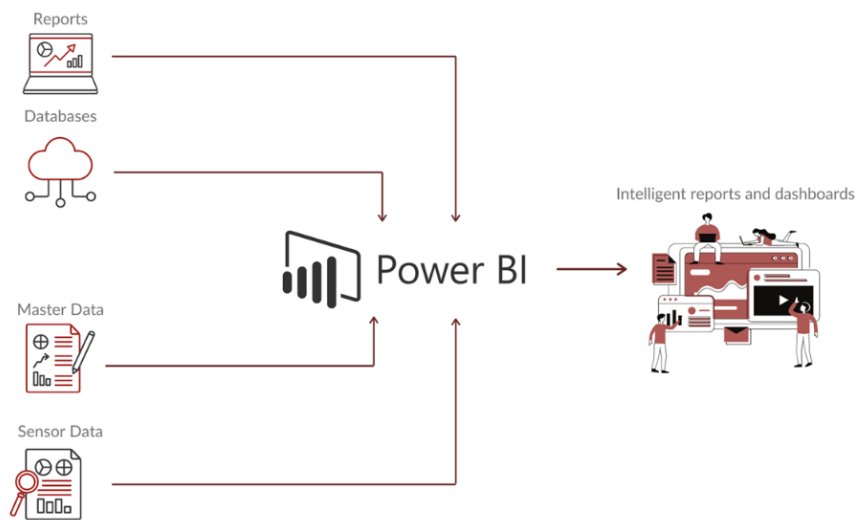 Reports
Databases
Intelligent reports and dashboards
Power BI
Master Data
Sensor Data